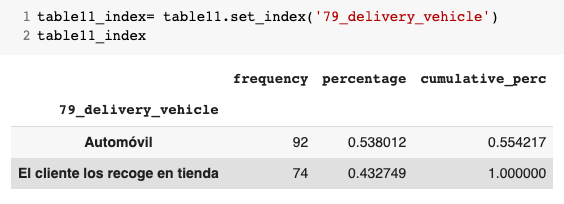 1 table11_index= table11.set_index('79_delivery_vehicle')
2 table11_index
frequency percentage cumulative_perc
79_delivery_vehicle
Automóvil 92 0.538012 0.554217
El cliente los recoge en tienda 74 0.432749 1.000000